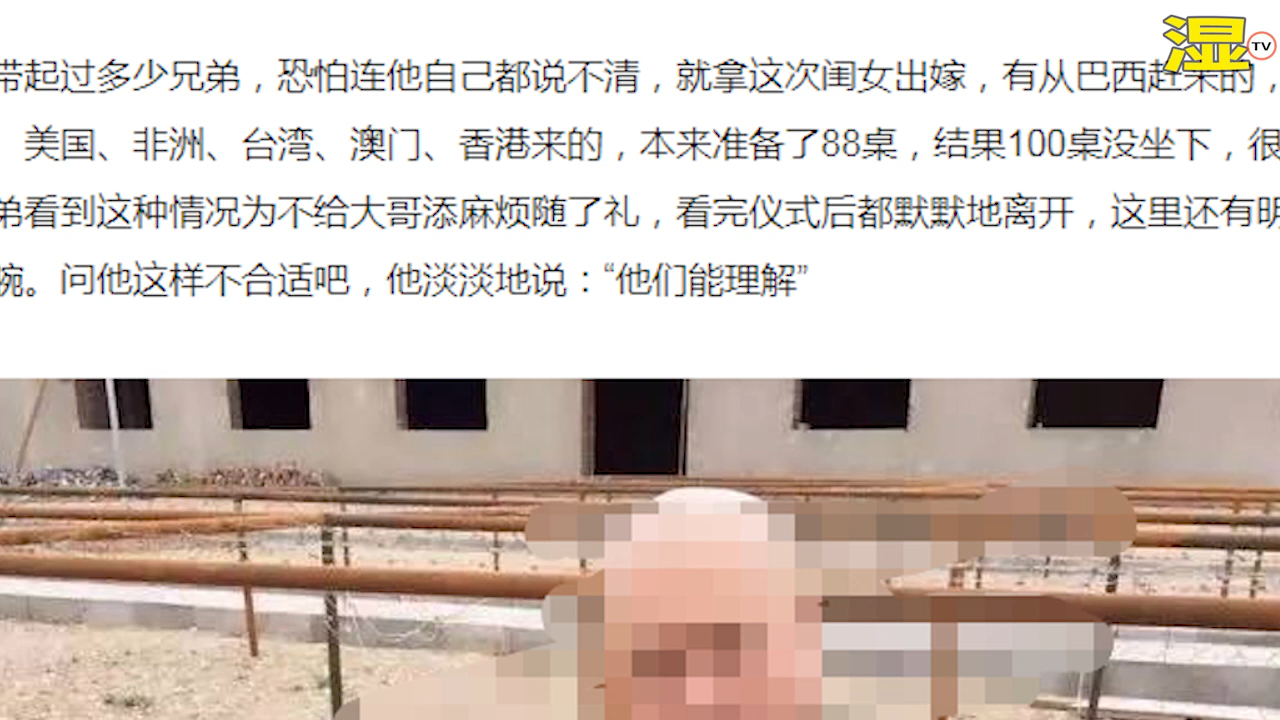 湿TV
带起过多少兄弟，恐怕连他自己都说不清，就拿这次闺女出嫁，有从巴西赶来的，
美国、非洲、台湾、澳门、香港来的，本来准备了88桌，结果100桌没坐下，很
弟看到这种情况为不给大哥添麻烦随了礼，看完仪式后都默默地离开，这里还有明
腕。问他这样不合适吧，他淡淡地说：“他们能理解”